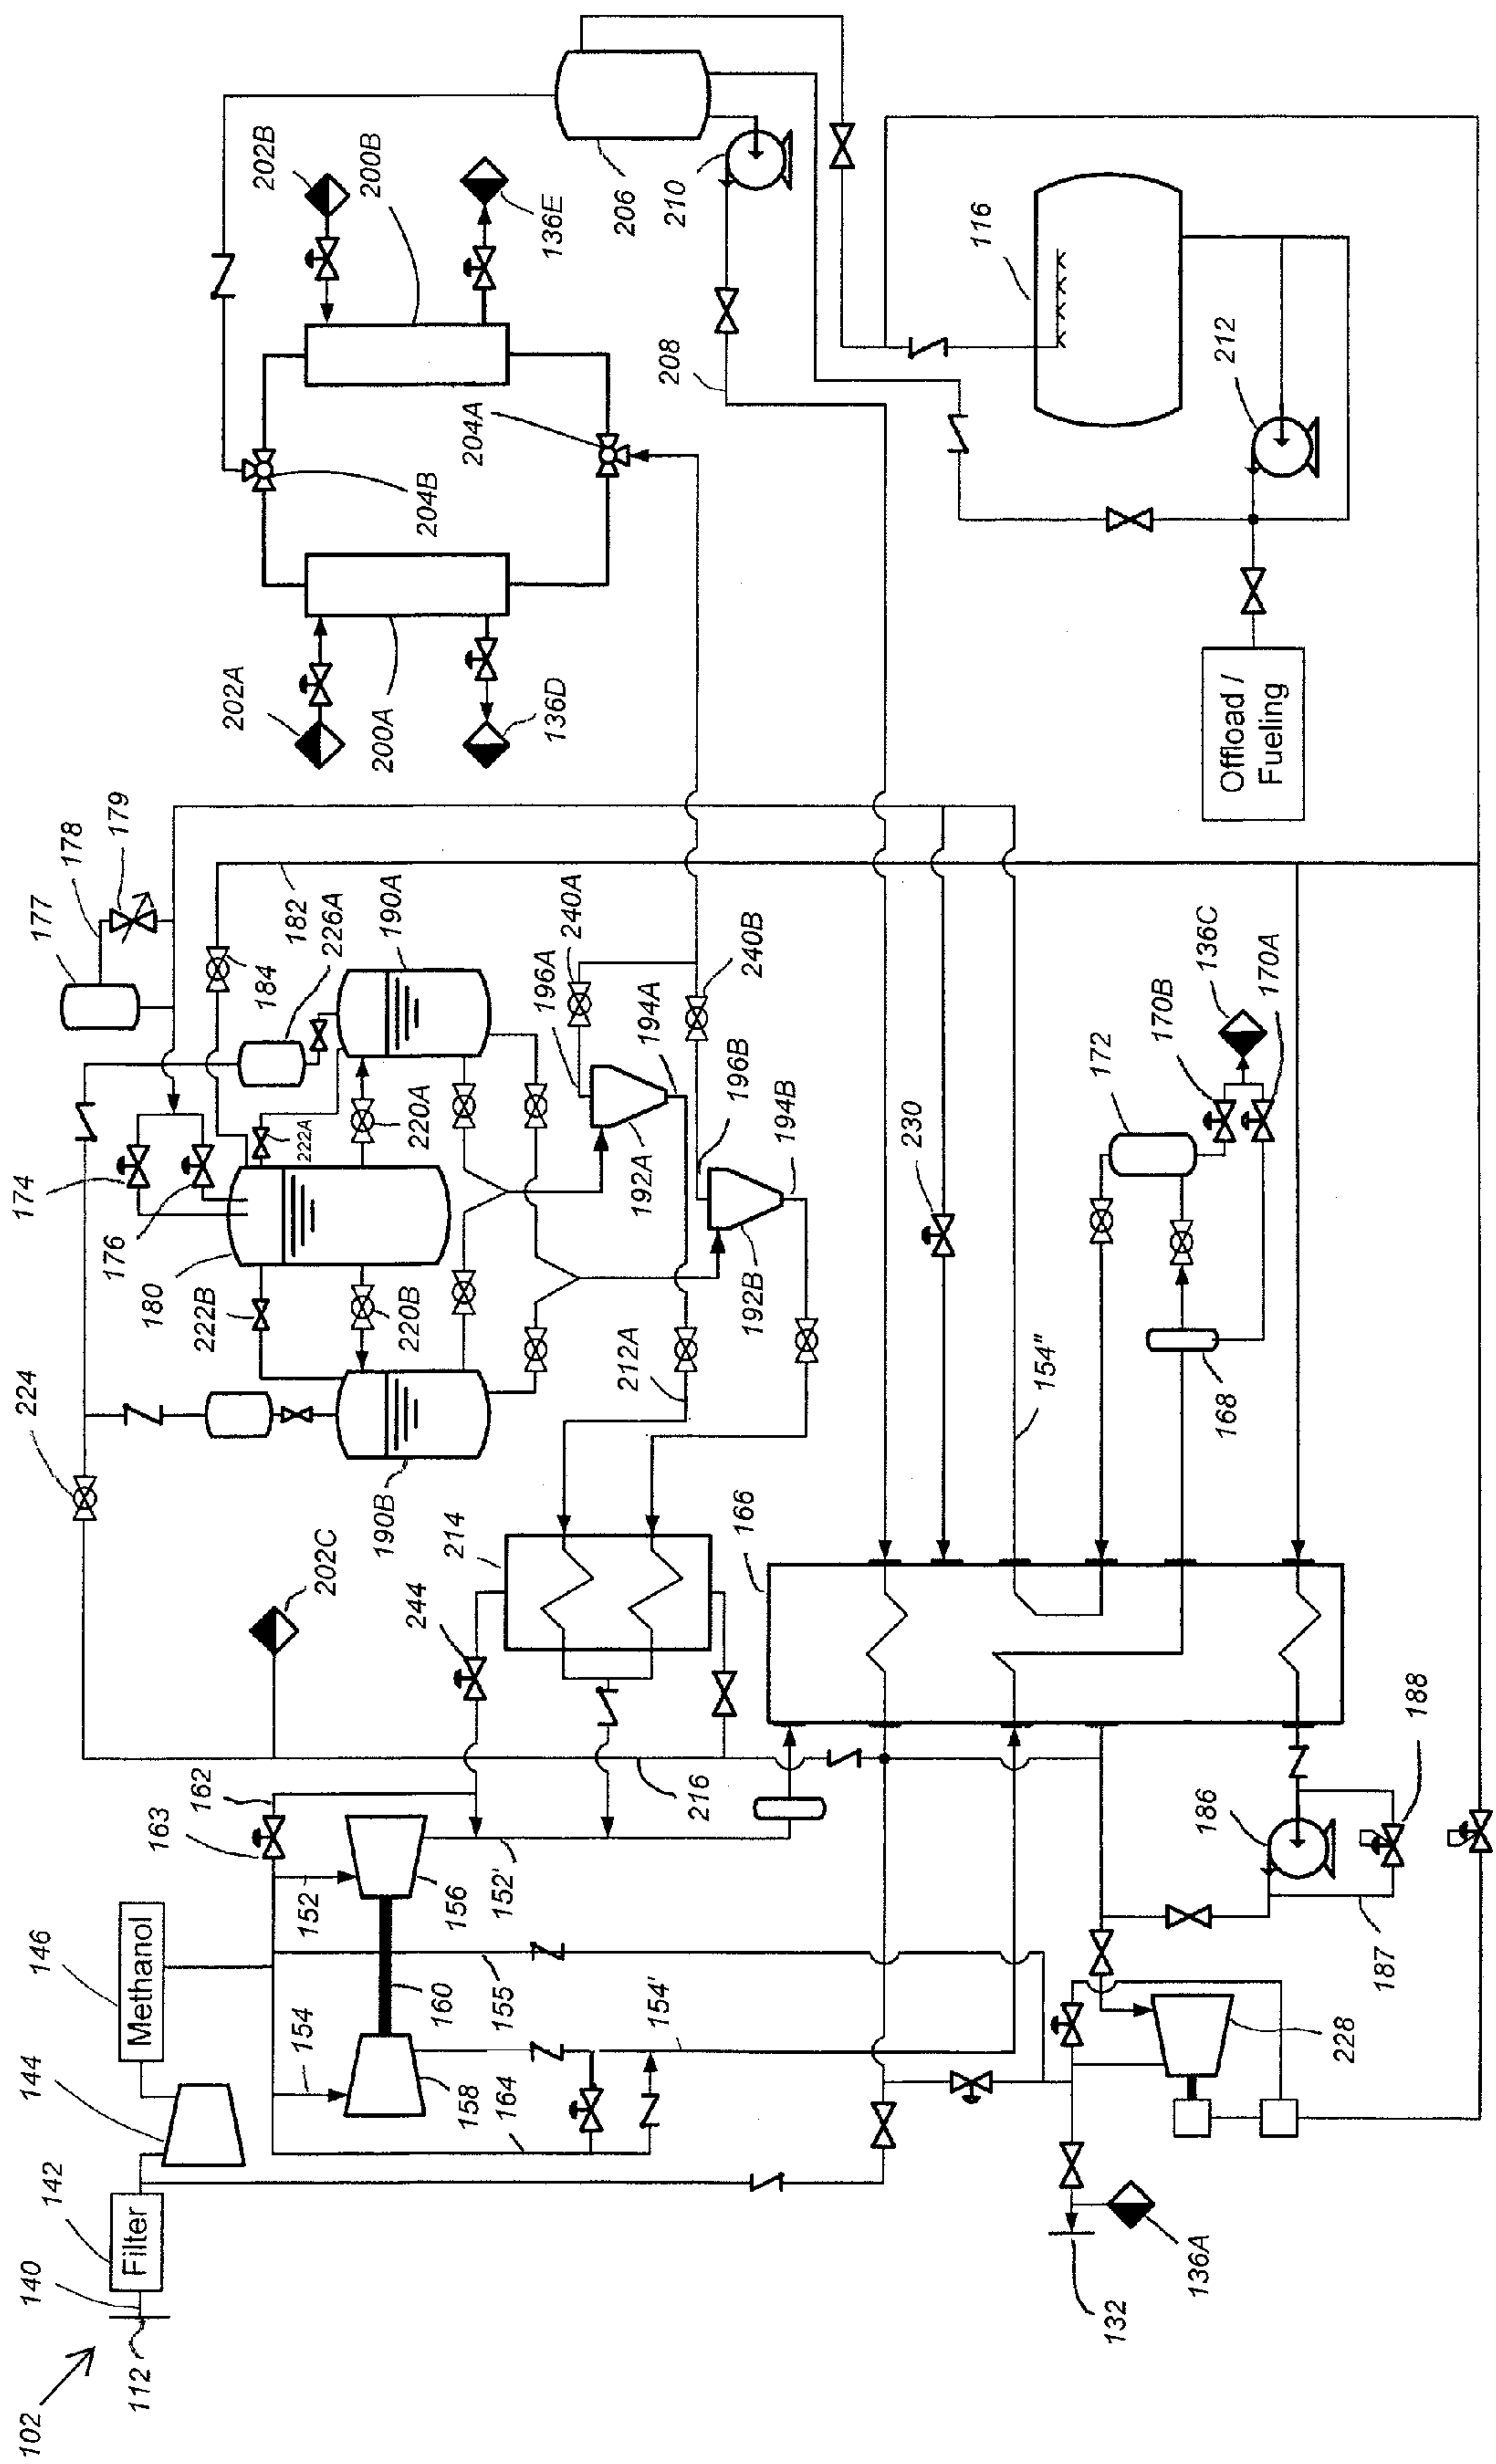 102
112
140
142
Filter
144
146
Methanol
163
162
202C
224
174
176
180
222B
222A
177
178
179
184
182
226A
190A
202A
200A
202B
200B
136E
204B
204A
136D
154
152
158
164
160
155
156
152'
154'
244
214
190B
220B
220A
212A
192A
196A
240A
194A
192B
196B
194B
240B
206
210
208
216
166
230
154"
116
212
Offload /
Fueling
132
136A
228
187
186
188
168
172
170B
136C
170A